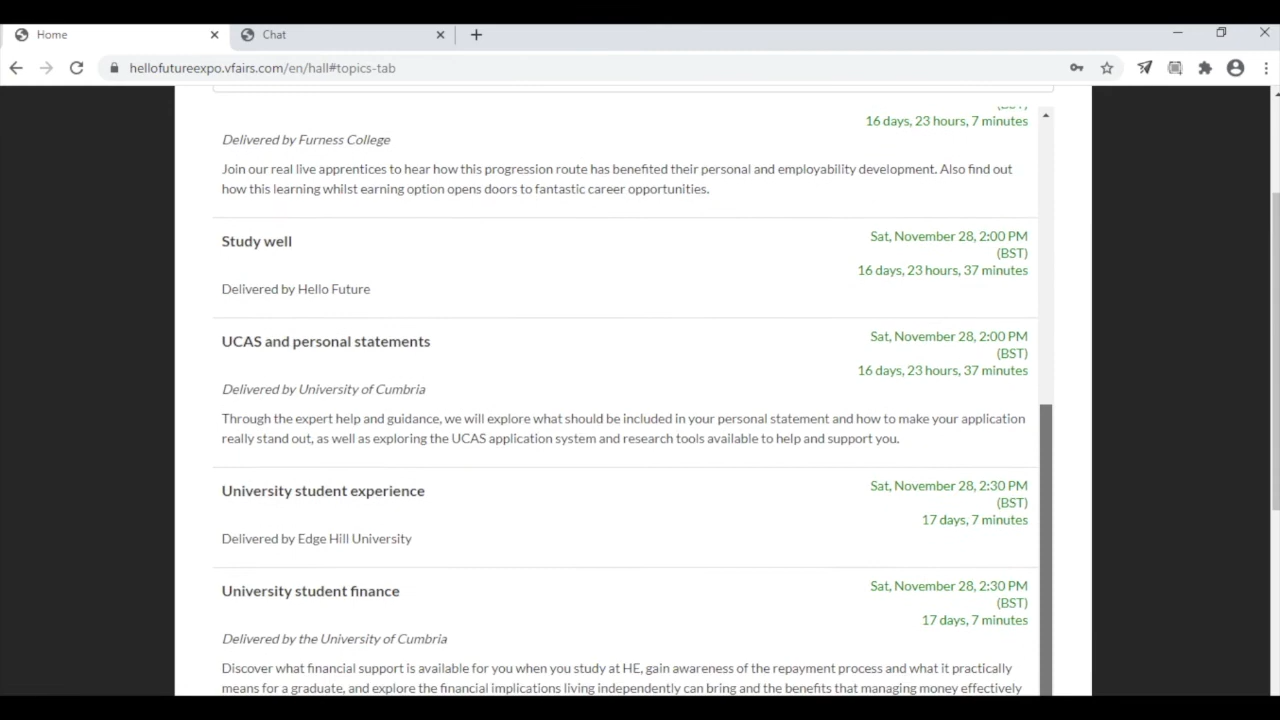 Home
Chat
hellofutureexpo.vfairs.com/en/hall#topics-tab
16 days, 23 hours, 7 minutes
Delivered by Furness College
Join our real live apprentices to hear how this progression route has benefited their personal and employability development. Also find out
how this learning whilst earning option opens doors to fantastic career opportunities.
Study well
Sat, November 28, 2:00 PM
(BST)
16 days, 23 hours, 37 minutes
Delivered by Hello Future
UCAS and personal statements
Sat, November 28, 2:00 PM
(BST)
16 days, 23 hours, 37 minutes
Delivered by University of Cumbria
Through the expert help and guidance, we will explore what should be included in your personal statement and how to make your application
really stand out, as well as exploring the UCAS application system and research tools available to help and support you.
University student experience
Sat, November 28, 2:30 PM
(BST)
17 days, 7 minutes
Delivered by Edge Hill University
University student finance
Sat, November 28, 2:30 PM
(BST)
17 days, 7 minutes
Delivered by the University of Cumbria
Discover what financial support is available for you when you study at HE, gain awareness of the repayment process and what it practically
means for a graduate, and explore the financial implications living independently can bring and the benefits that managing money effectively